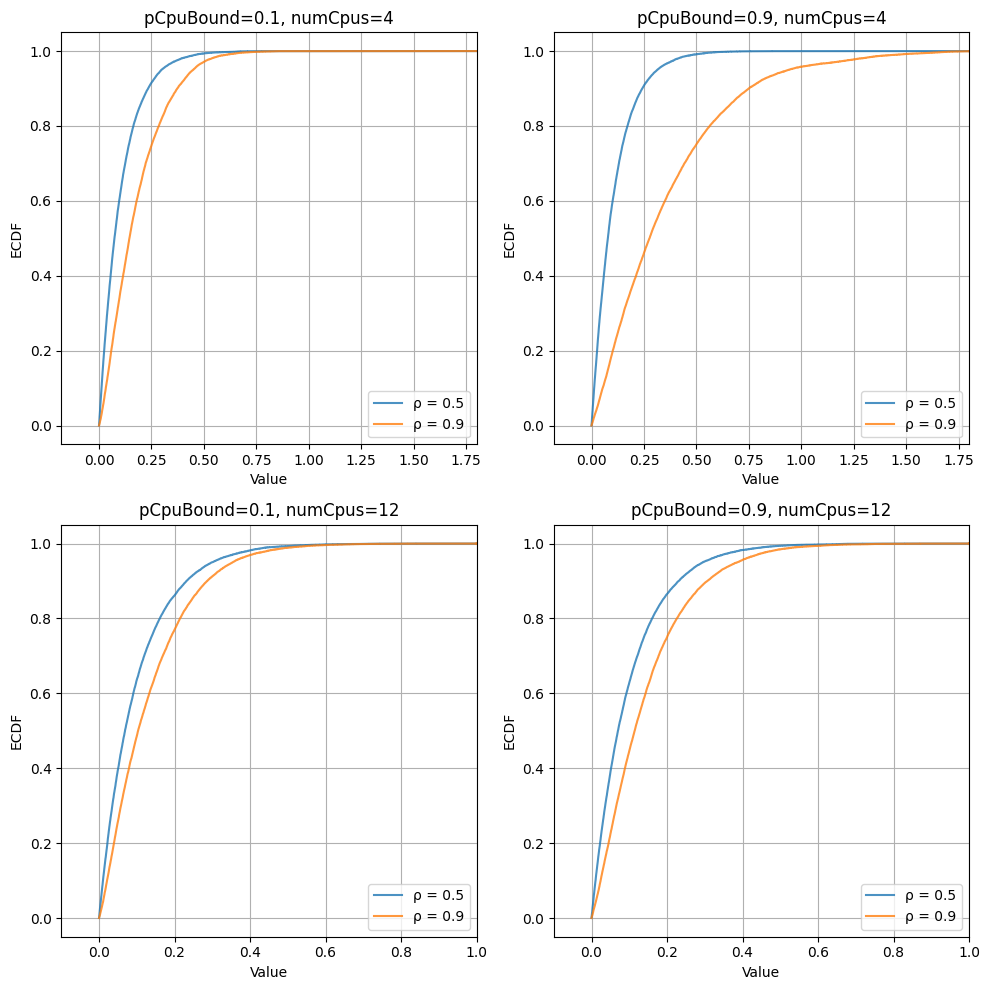 pCpuBound=0.1, numCpus=4
ECDF
1.0
0.8
0.6
0.4
0.2
0.0
ρ = 0.5
ρ = 0.9
0.00 0.25 0.50 0.75 1.00 1.25 1.50 1.75
Value
pCpuBound=0.9, numCpus=4
ECDF
1.0
0.8
0.6
0.4
0.2
0.0
ρ = 0.5
ρ = 0.9
0.00 0.25 0.50 0.75 1.00 1.25 1.50 1.75
Value
pCpuBound=0.1, numCpus=12
ECDF
1.0
0.8
0.6
0.4
0.2
0.0
ρ = 0.5
ρ = 0.9
0.0 0.2 0.4 0.6 0.8 1.0
Value
pCpuBound=0.9, numCpus=12
ECDF
1.0
0.8
0.6
0.4
0.2
0.0
ρ = 0.5
ρ = 0.9
0.0 0.2 0.4 0.6 0.8 1.0
Value